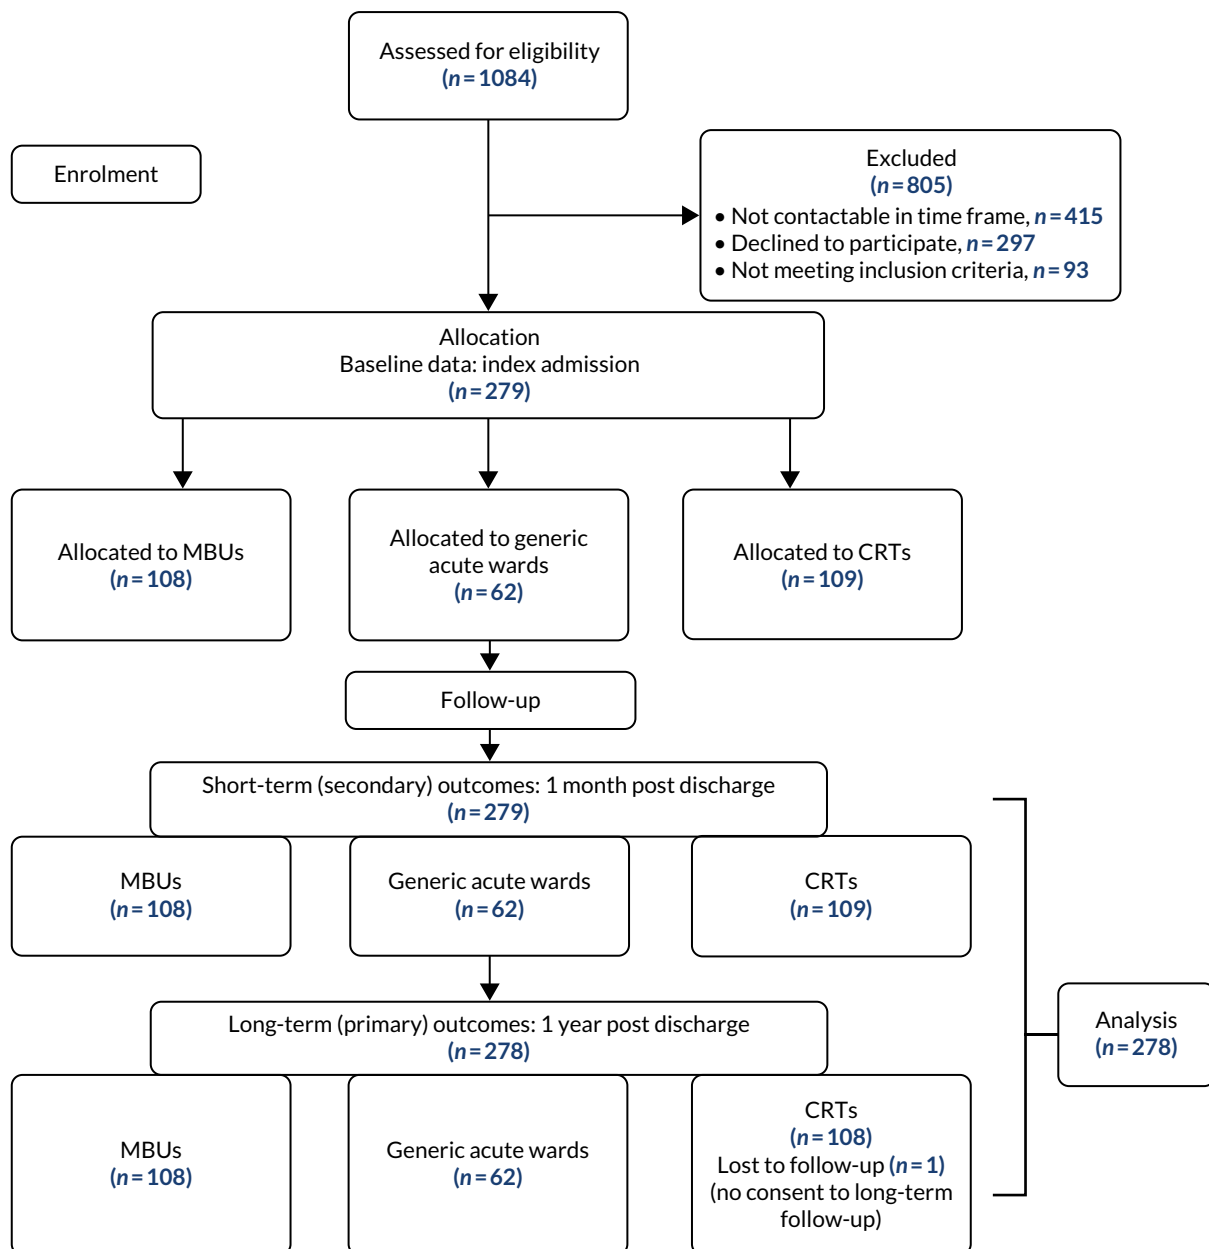 Assessed for eligibility
(n = 1084)
Enrolment
Excluded
(n = 805)
• Not contactable in time frame, n = 415
• Declined to participate, n = 297
• Not meeting inclusion criteria, n = 93
Allocation
Baseline data: index admission
(n = 279)
Allocated to MBUs
(n = 108)
Allocated to generic
acute wards
(n = 62)
Allocated to CRTs
(n = 109)
Follow-up
Short-term (secondary) outcomes: 1 month post discharge
(n = 279)
MBUs
(n = 108)
Generic acute wards
(n = 62)
CRTs
(n = 109)
Long-term (primary) outcomes: 1 year post discharge
(n = 278)
MBUs
(n = 108)
Generic acute wards
(n = 62)
CRTs
(n = 108)
Lost to follow-up (n = 1)
(no consent to long-term
follow-up)
Analysis
(n = 278)